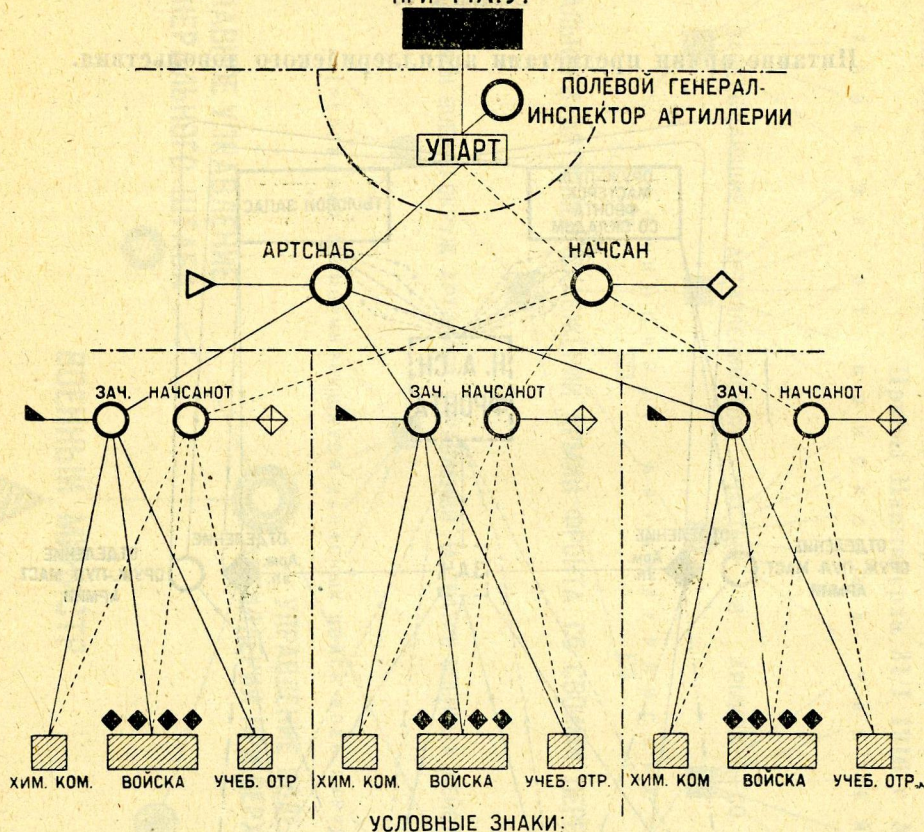 ПОЛЕВОЙ ГЕНЕРАЛ-
ИНСПЕКТОР АРТИЛЛЕРИИ
УПАРТ
АРТСНАБ.
НАЧСАН
ЗАЧ. НАЧСАНОТ
ЗАЧ. НАЧСАНОТ
ЗАЧ. НАЧСАНОТ
ХИМ. КОМ. ВОЙСКА УЧЕБ. ОТР.
ХИМ. КОМ. ВОЙСКА УЧЕБ. ОТР.
ХИМ. КОМ ВОЙСКА УЧЕБ. ОТР.
УСЛОВНЫЕ ЗНАКИ: